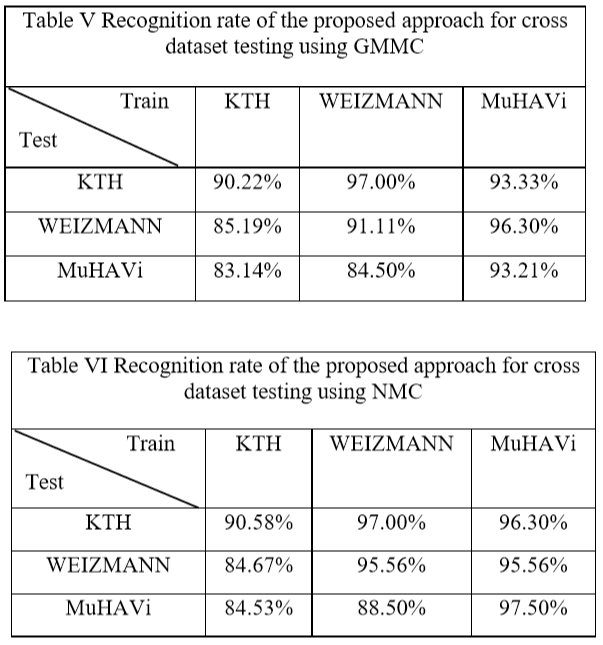 Table V Recognition rate of the proposed approach for cross
dataset testing using GMMC
Train KTH WEIZMANN MuHAVi
Test
KTH 90.22% 97.00% 93.33%
WEIZMANN 85.19% 91.11% 96.30%
MuHAVi 83.14% 84.50% 93.21%
Table VI Recognition rate of the proposed approach for cross
dataset testing using NMC
Train KTH WEIZMANN MuHAVi
Test
KTH 90.58% 97.00% 96.30%
WEIZMANN 84.67% 95.56% 95.56%
MuHAVi 84.53% 88.50% 97.50%